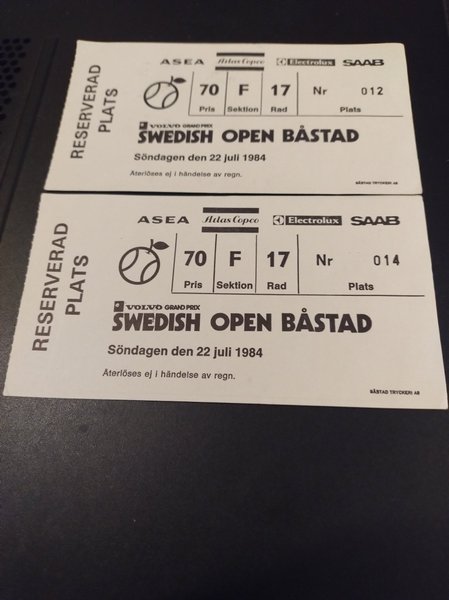 RESERVERAD
PLATS
ASEA Atlas Copco Electrolux SAAB
70 F 17 Nr 012
Pris Sektion Rad Plats
VOLVO GRAND PRIX
SWEDISH OPEN BÅSTAD
Söndagen den 22 juli 1984
Återlöses ej i händelse av regn.
BÅSTAD TRYCKERI AB
RESERVERAD
PLATS
ASEA Atlas Copco Electrolux SAAB
70 F 17 Nr 014
Pris Sektion Rad Plats
VOLVO GRAND PRIX
SWEDISH OPEN BÅSTAD
Söndagen den 22 juli 1984
Återlöses ej i händelse av regn.
BÅSTAD TRYCKERI AB